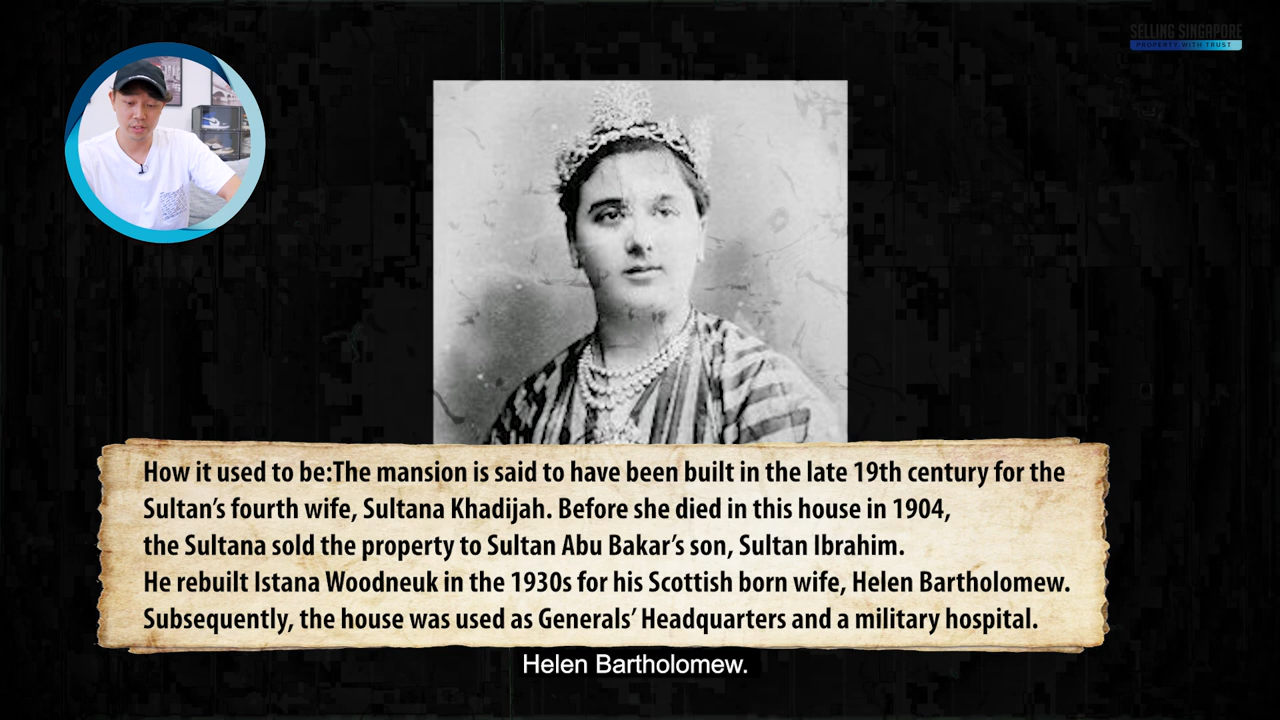 SELLING SINGAPORE
PROPERTY WITH TRUST
How it used to be:The mansion is said to have been built in the late 19th century for the
Sultan’s fourth wife, Sultana Khadijah. Before she died in this house in 1904,
the Sultana sold the property to Sultan Abu Bakar’s son, Sultan Ibrahim.
He rebuilt Istana Woodneuk in the 1930s for his Scottish born wife, Helen Bartholomew.
Subsequently, the house was used as Generals’ Headquarters and a military hospital.
Helen Bartholomew.